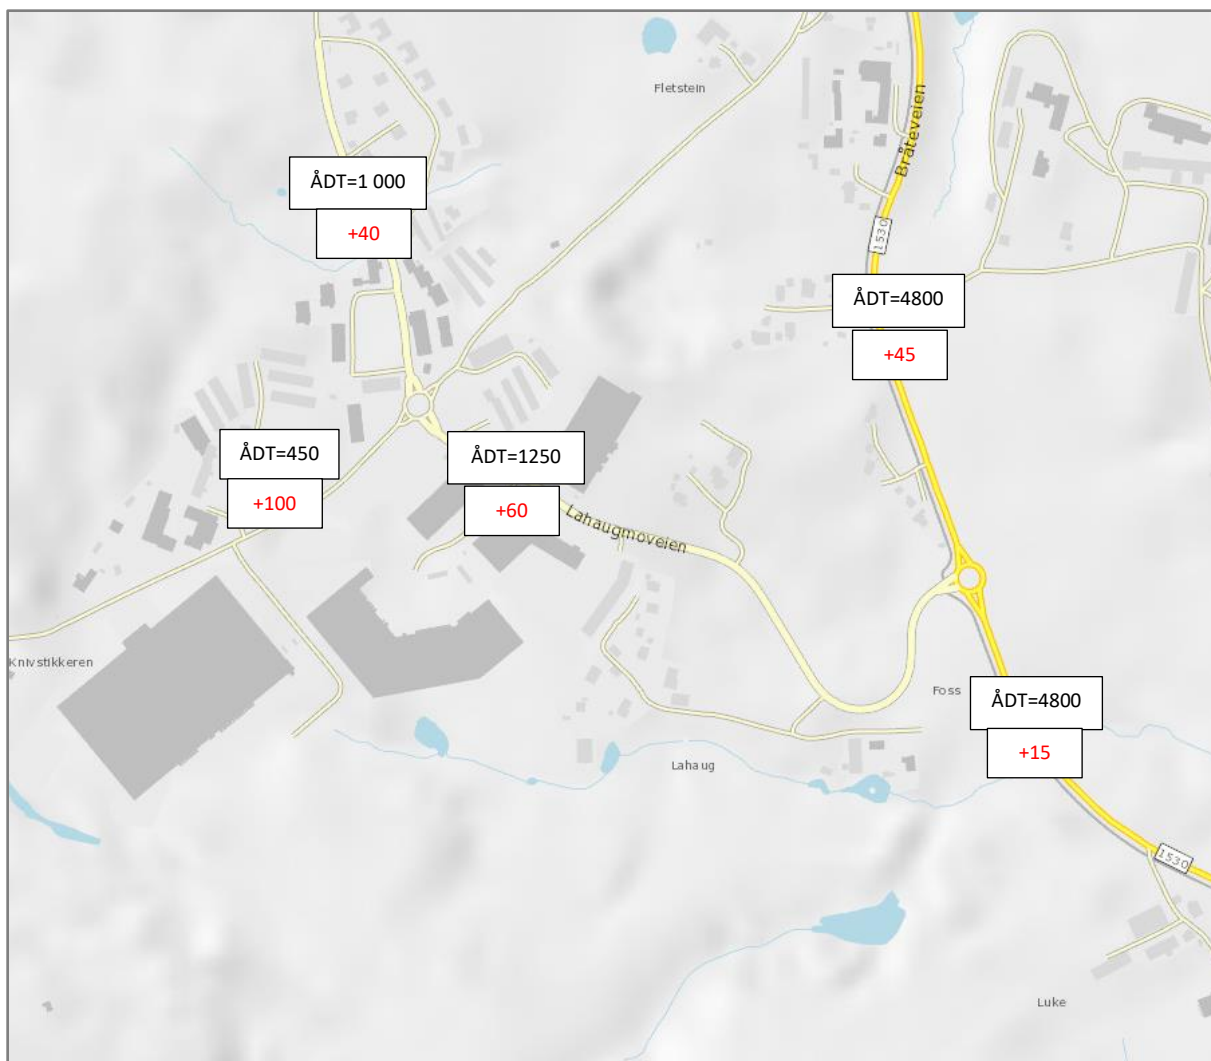 Fletstein
Bråteveien
ÅDT=1 000
+40
1530
ÅDT=4800
+45
ÅDT=450
+100
ÅDT=1250
+60
Lahaugmoveien
Knivstikkeren
Foss
ÅDT=4800
+15
Lahaug
1530
Luke